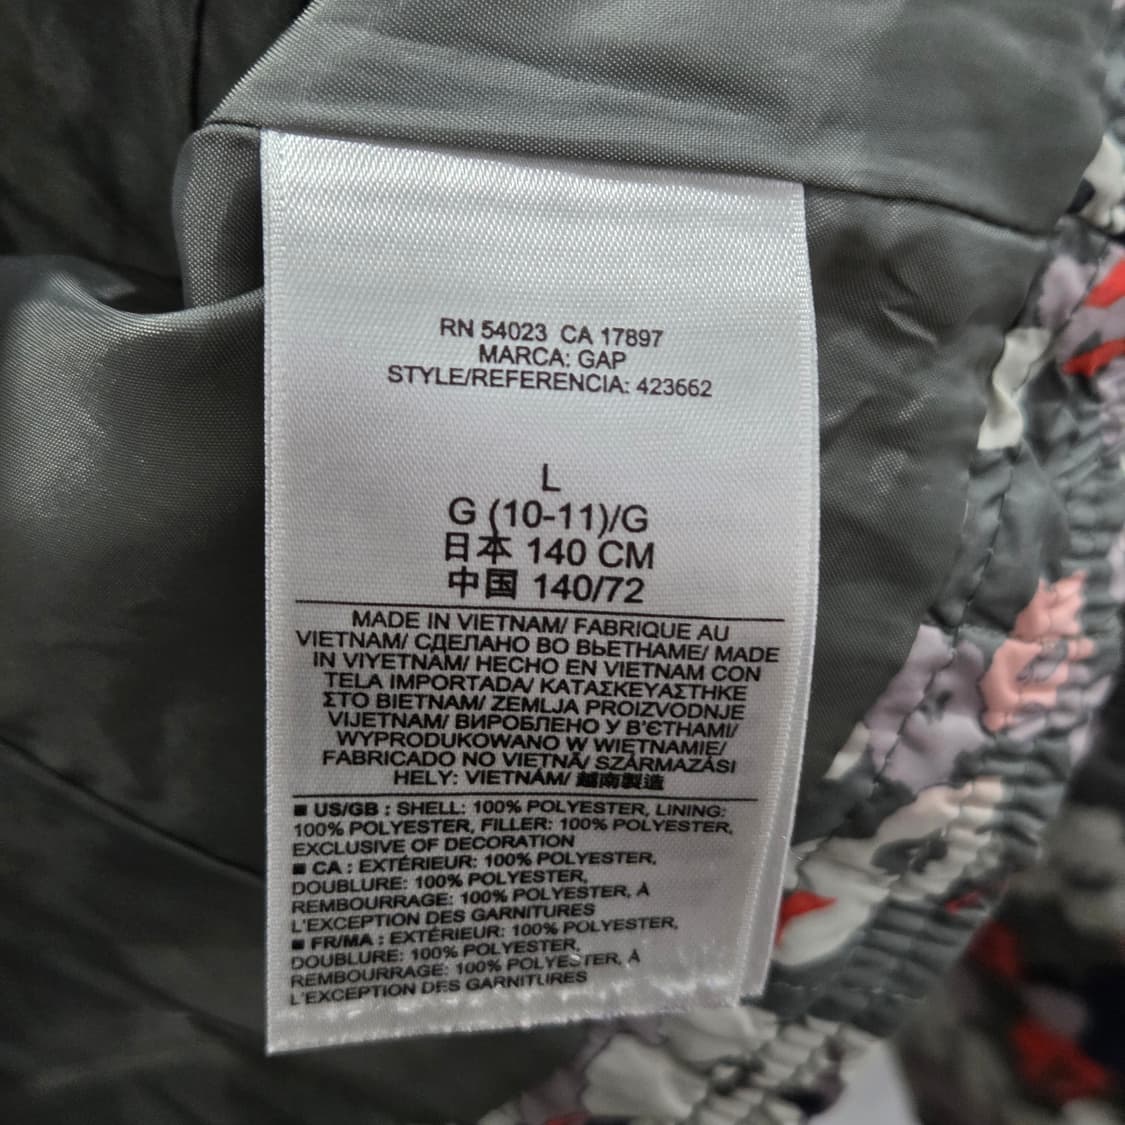 RN 54023 CA 17897
MARCA: GAP
STYLE/REFERENCIA: 423662
L
G (10-11)/G
日本 140 CM
中国 140/72
MADE IN VIETNAM/ FABRIQUE AU
VIETNAM/ СДЕЛАНО ВО ВЬЕТНАМЕ/ MADE
IN VIYETNAM/ HECHO EN VIETNAM CON
TELA IMPORTADA/ ΚΑΤΑΣΚΕΥΑΣΤΗΚΕ
ΣΤΟ ΒΙΕΤΝΑΜ/ ZEMLJA PROIZVODNJE
VIJETNAM/ ВИРОБЛЕНО У В'ЄТНАМІ/
WYPRODUKOWANO W WIETNAMIE/
FABRICADO NO VIETNÃ/ SZÁRMAZÁSI
HELY: VIETNÁM/ 越南製造
■ US/GB : SHELL: 100% POLYESTER, LINING:
100% POLYESTER, FILLER: 100% POLYESTER,
EXCLUSIVE OF DECORATION
■ CA : EXTÉRIEUR: 100% POLYESTER,
DOUBLURE: 100% POLYESTER,
REMBOURRAGE: 100% POLYESTER, À
L'EXCEPTION DES GARNITURES
■ FR/MA : EXTÉRIEUR: 100% POLYESTER,
DOUBLURE: 100% POLYESTER,
REMBOURRAGE: 100% POLYESTER, À
L'EXCEPTION DES GARNITURES